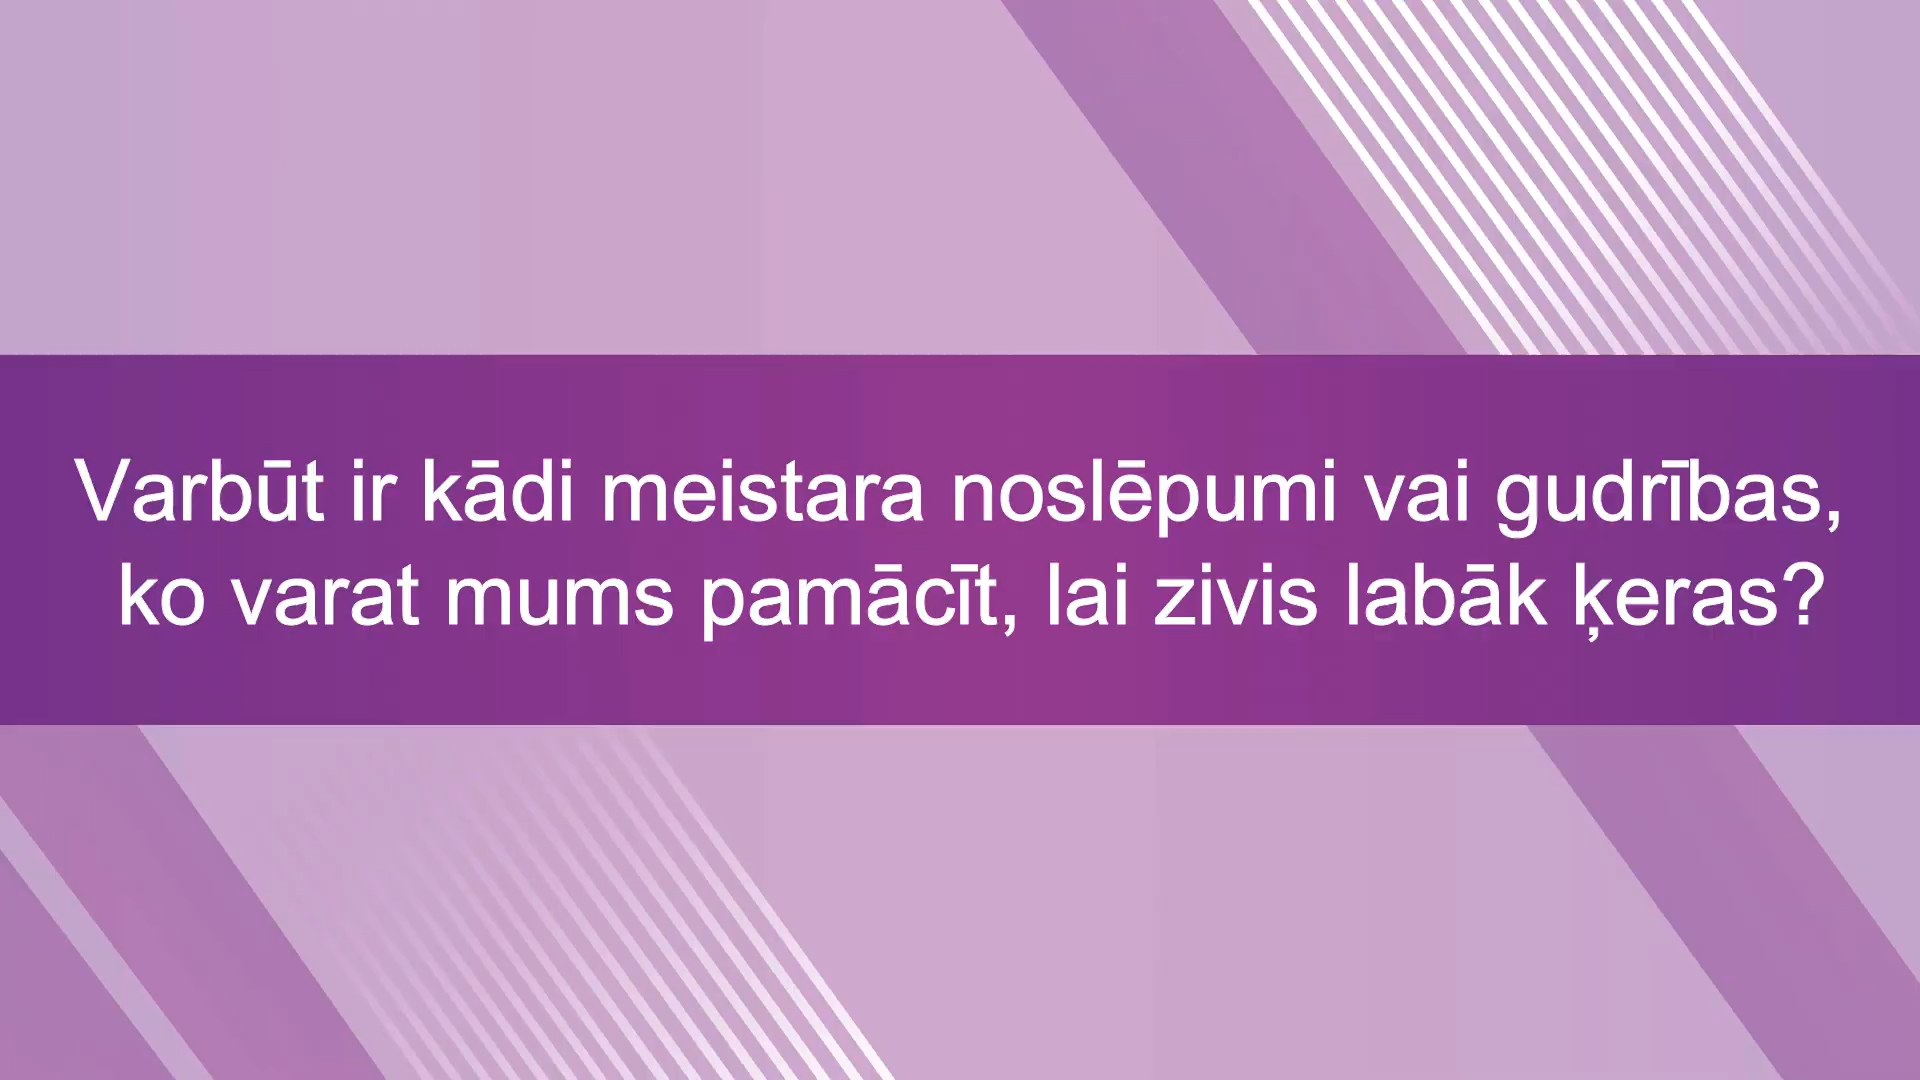 Varbūt ir kādi meistara noslēpumi vai gudrības,
ko varat mums pamācīt, lai zivis labāk ķeras?